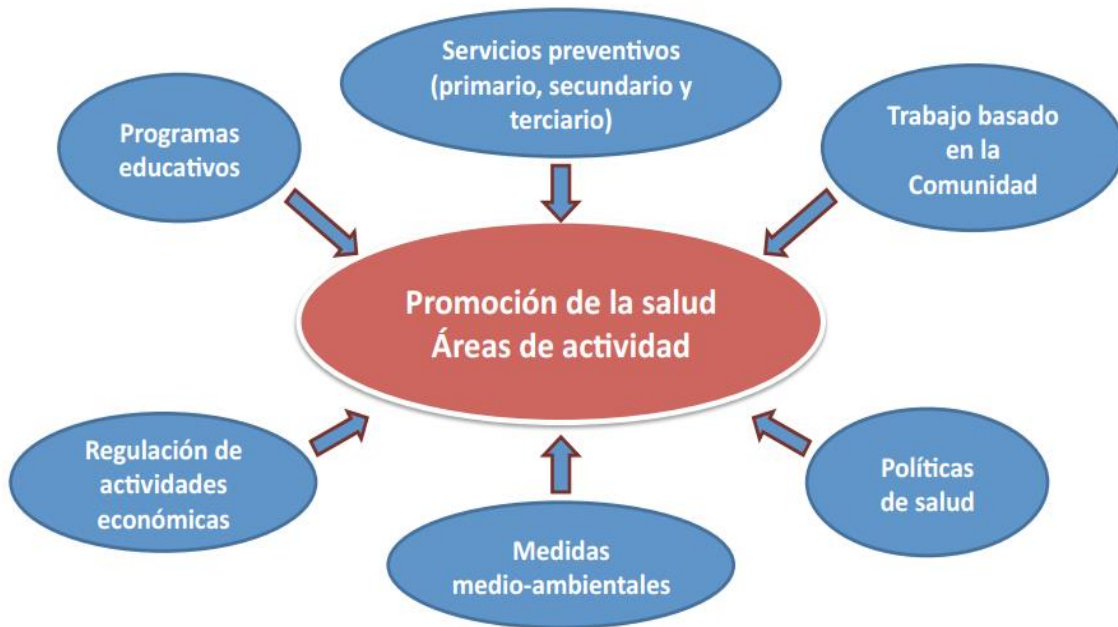 Servicios preventivos
(primario, secundario y
terciario)
Programas
educativos
Trabajo basado
en la
Comunidad
Promoción de la salud
Áreas de actividad
Regulación de
actividades
económicas
Medidas
medio-ambientales
Políticas
de salud